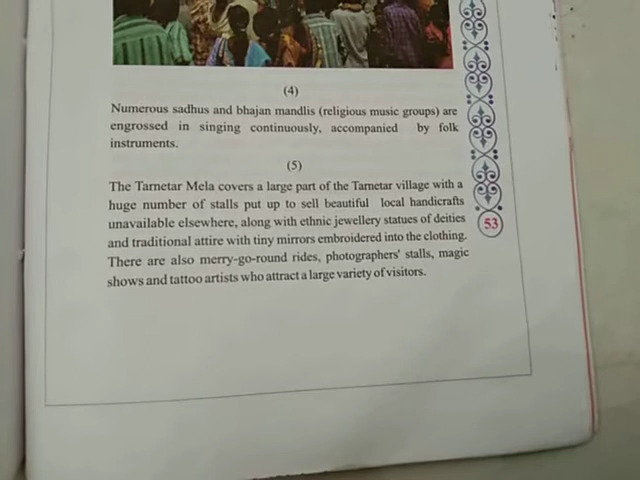 (4)
Numerous sadhus and bhajan mandlis (religious music groups) are
engrossed in singing continuously, accompanied by folk
instruments.
(5)
The Tarnetar Mela covers a large part of the Tarnetar village with a
huge number of stalls put up to sell beautiful local handicrafts
unavailable elsewhere, along with ethnic jewellery statues of deities
and traditional attire with tiny mirrors embroidered into the clothing.
There are also merry-go-round rides, photographers' stalls, magic
shows and tattoo artists who attract a large variety of visitors.
53